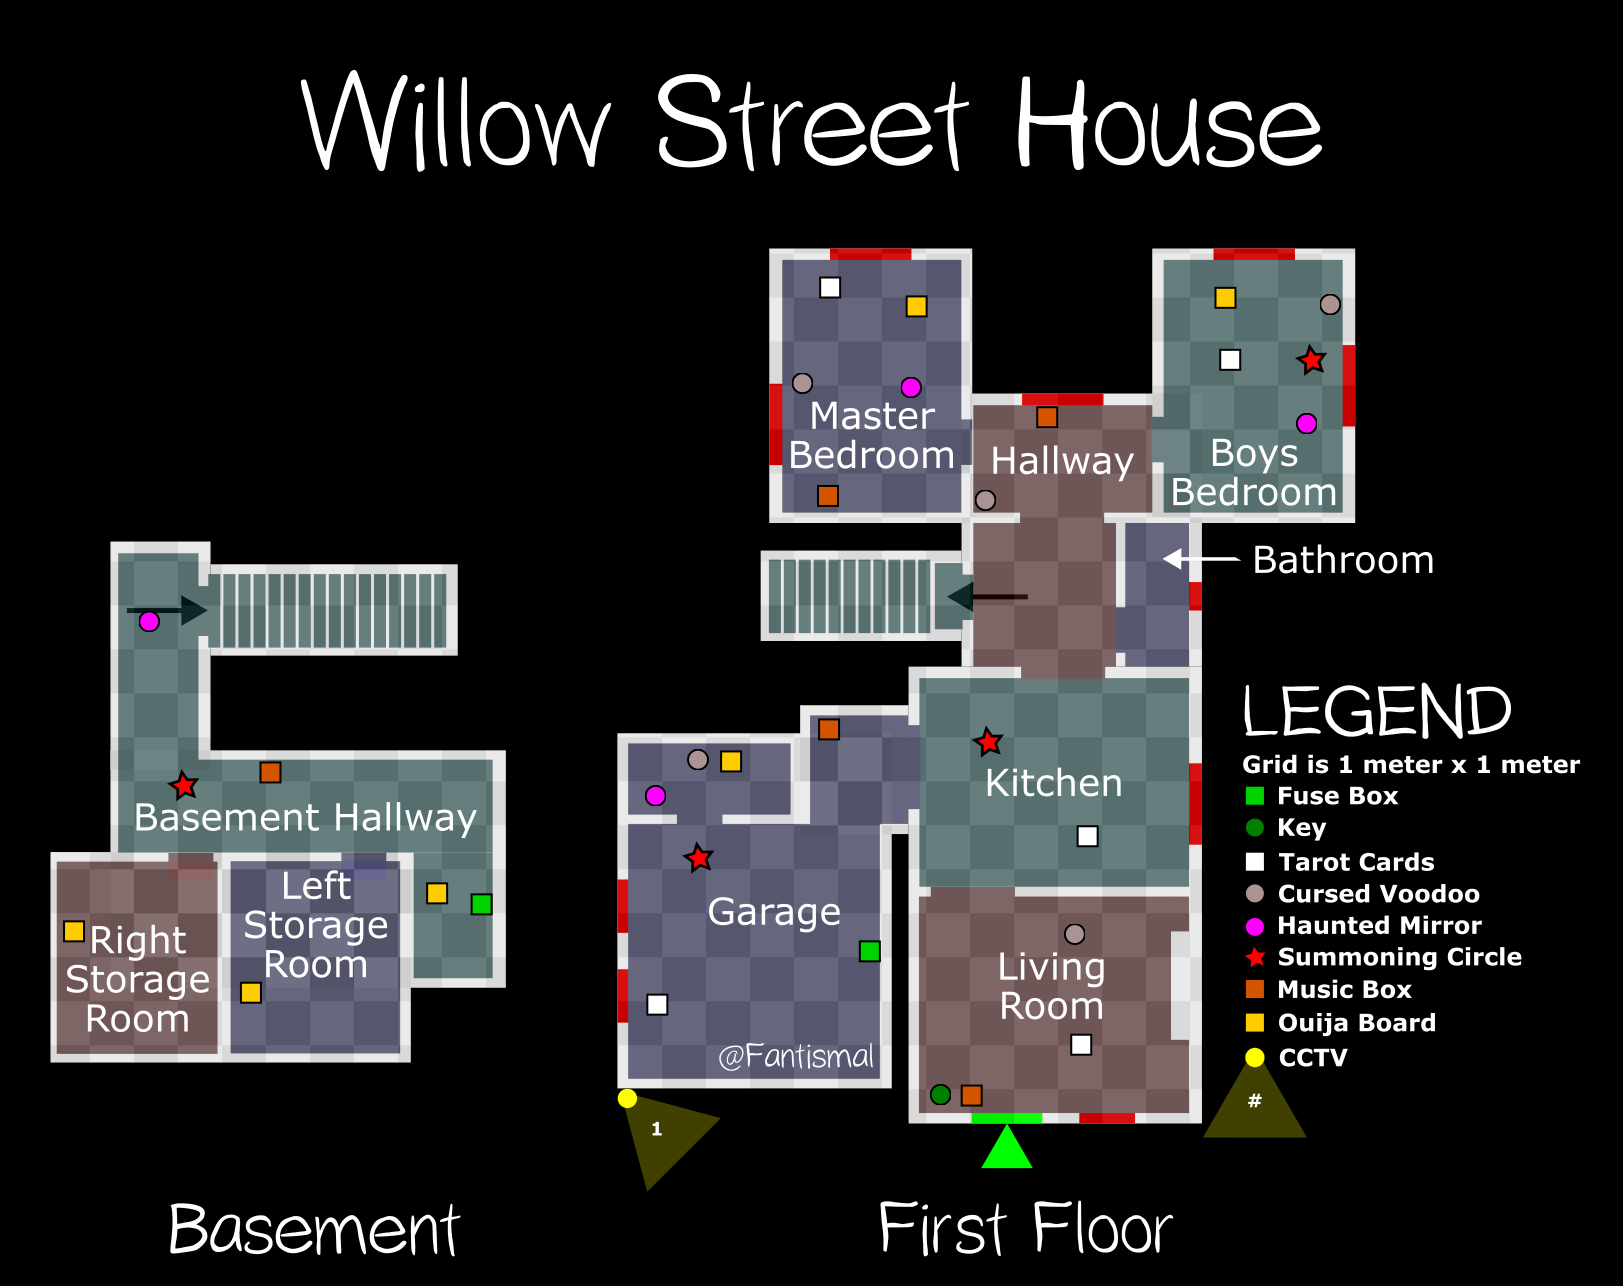 Willow Street House
Master
Bedroom
Hallway
Boys
Bedroom
Bathroom
Basement Hallway
Left
Storage
Room
Right
Storage
Room
Kitchen
Garage
Living
Room
@Fantismal
1
LEGEND
Grid is 1 meter x 1 meter
Fuse Box
Key
Tarot Cards
Cursed Voodoo
Haunted Mirror
Summoning Circle
Music Box
Ouija Board
CCTV
#
Basement
First Floor